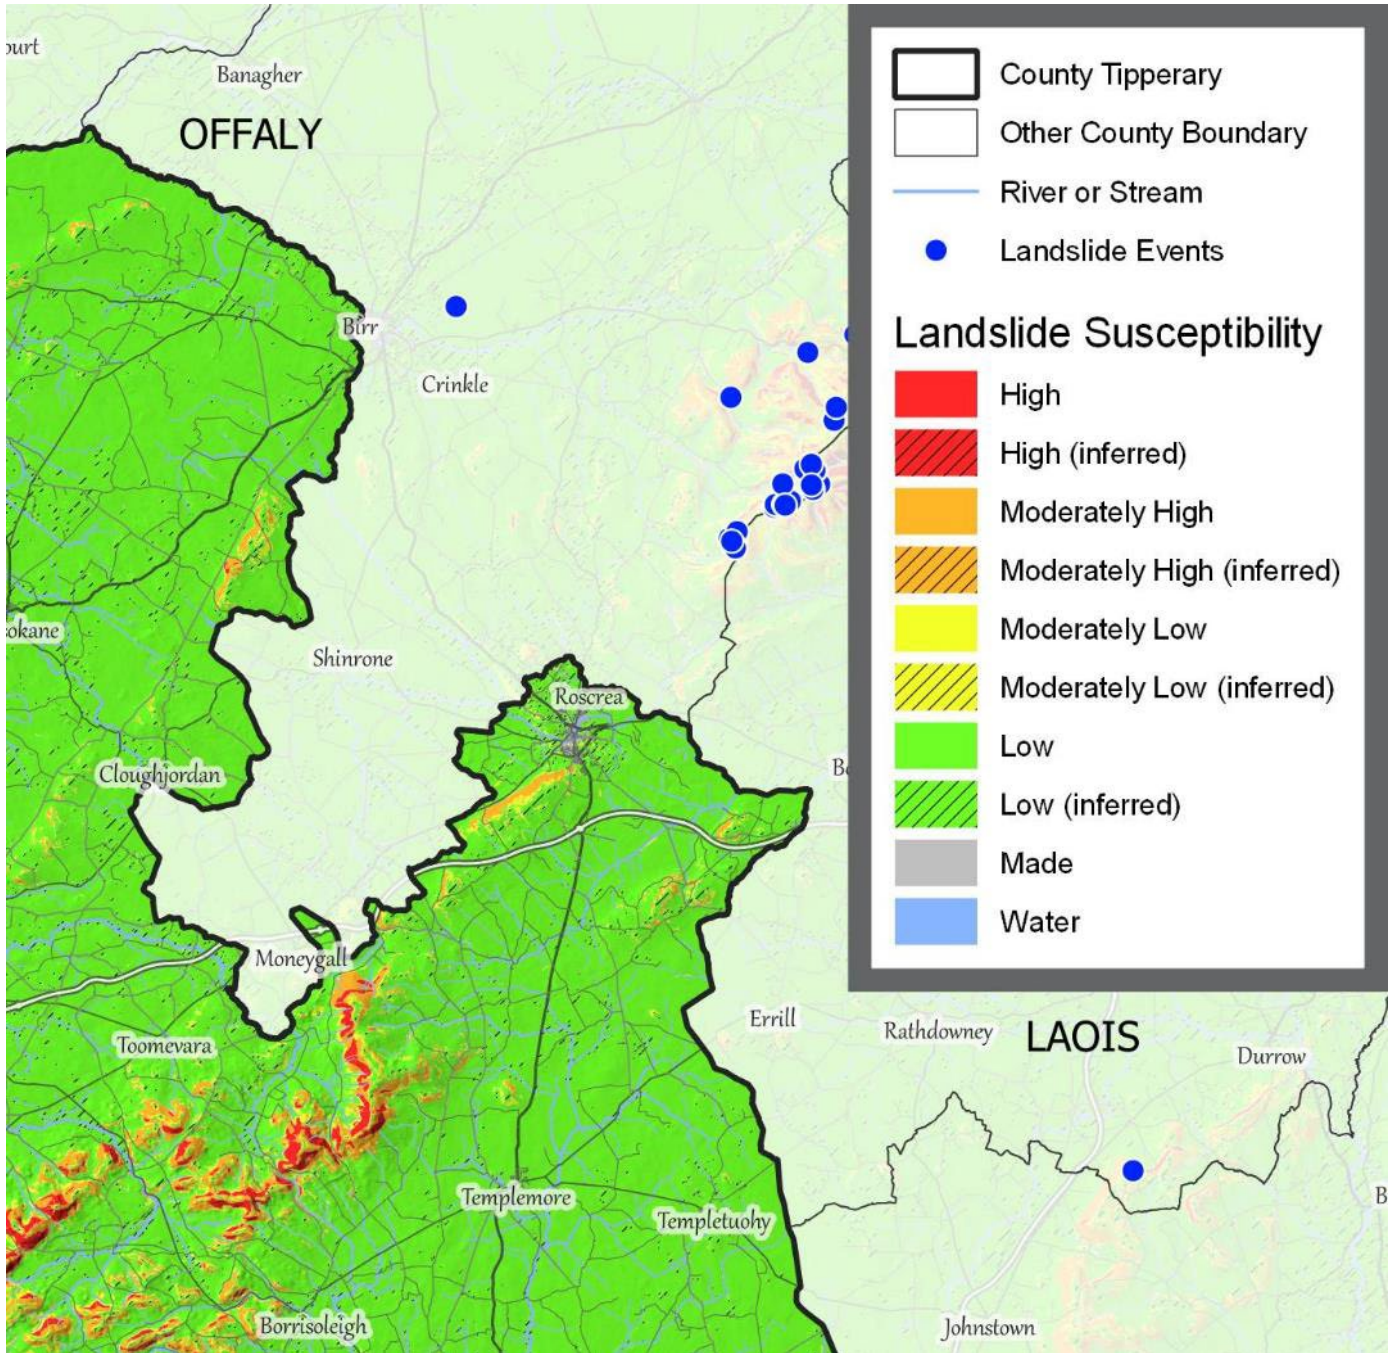 Banagher
OFFALY
Birr
Crinkle
Shinrone
Roscrea
Cloughjordan
Moneygall
Toomevara
Errill
Rathdowney
LAOIS
Durrow
Templemore
Templetuohy
Borrisoleigh
Johnstown
County Tipperary
Other County Boundary
River or Stream
Landslide Events
Landslide Susceptibility
High
High (inferred)
Moderately High
Moderately High (inferred)
Moderately Low
Moderately Low (inferred)
Low
Low (inferred)
Made
Water